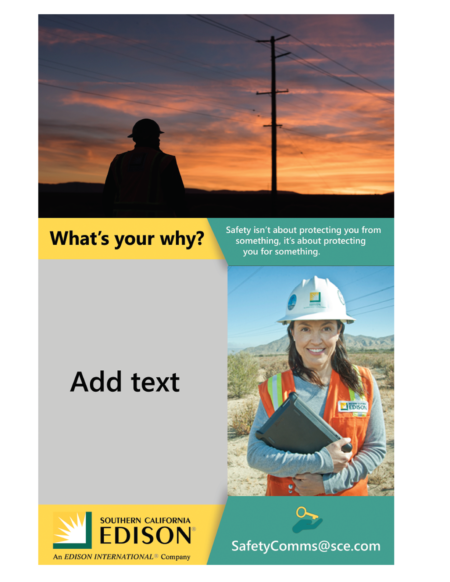 What's your why?
Safety isn't about protecting you from
something, it's about protecting
you for something.
Add text
EDISON
SOUTHERN CALIFORNIA
EDISON®
An EDISON INTERNATIONAL® Company
SafetyComms@sce.com